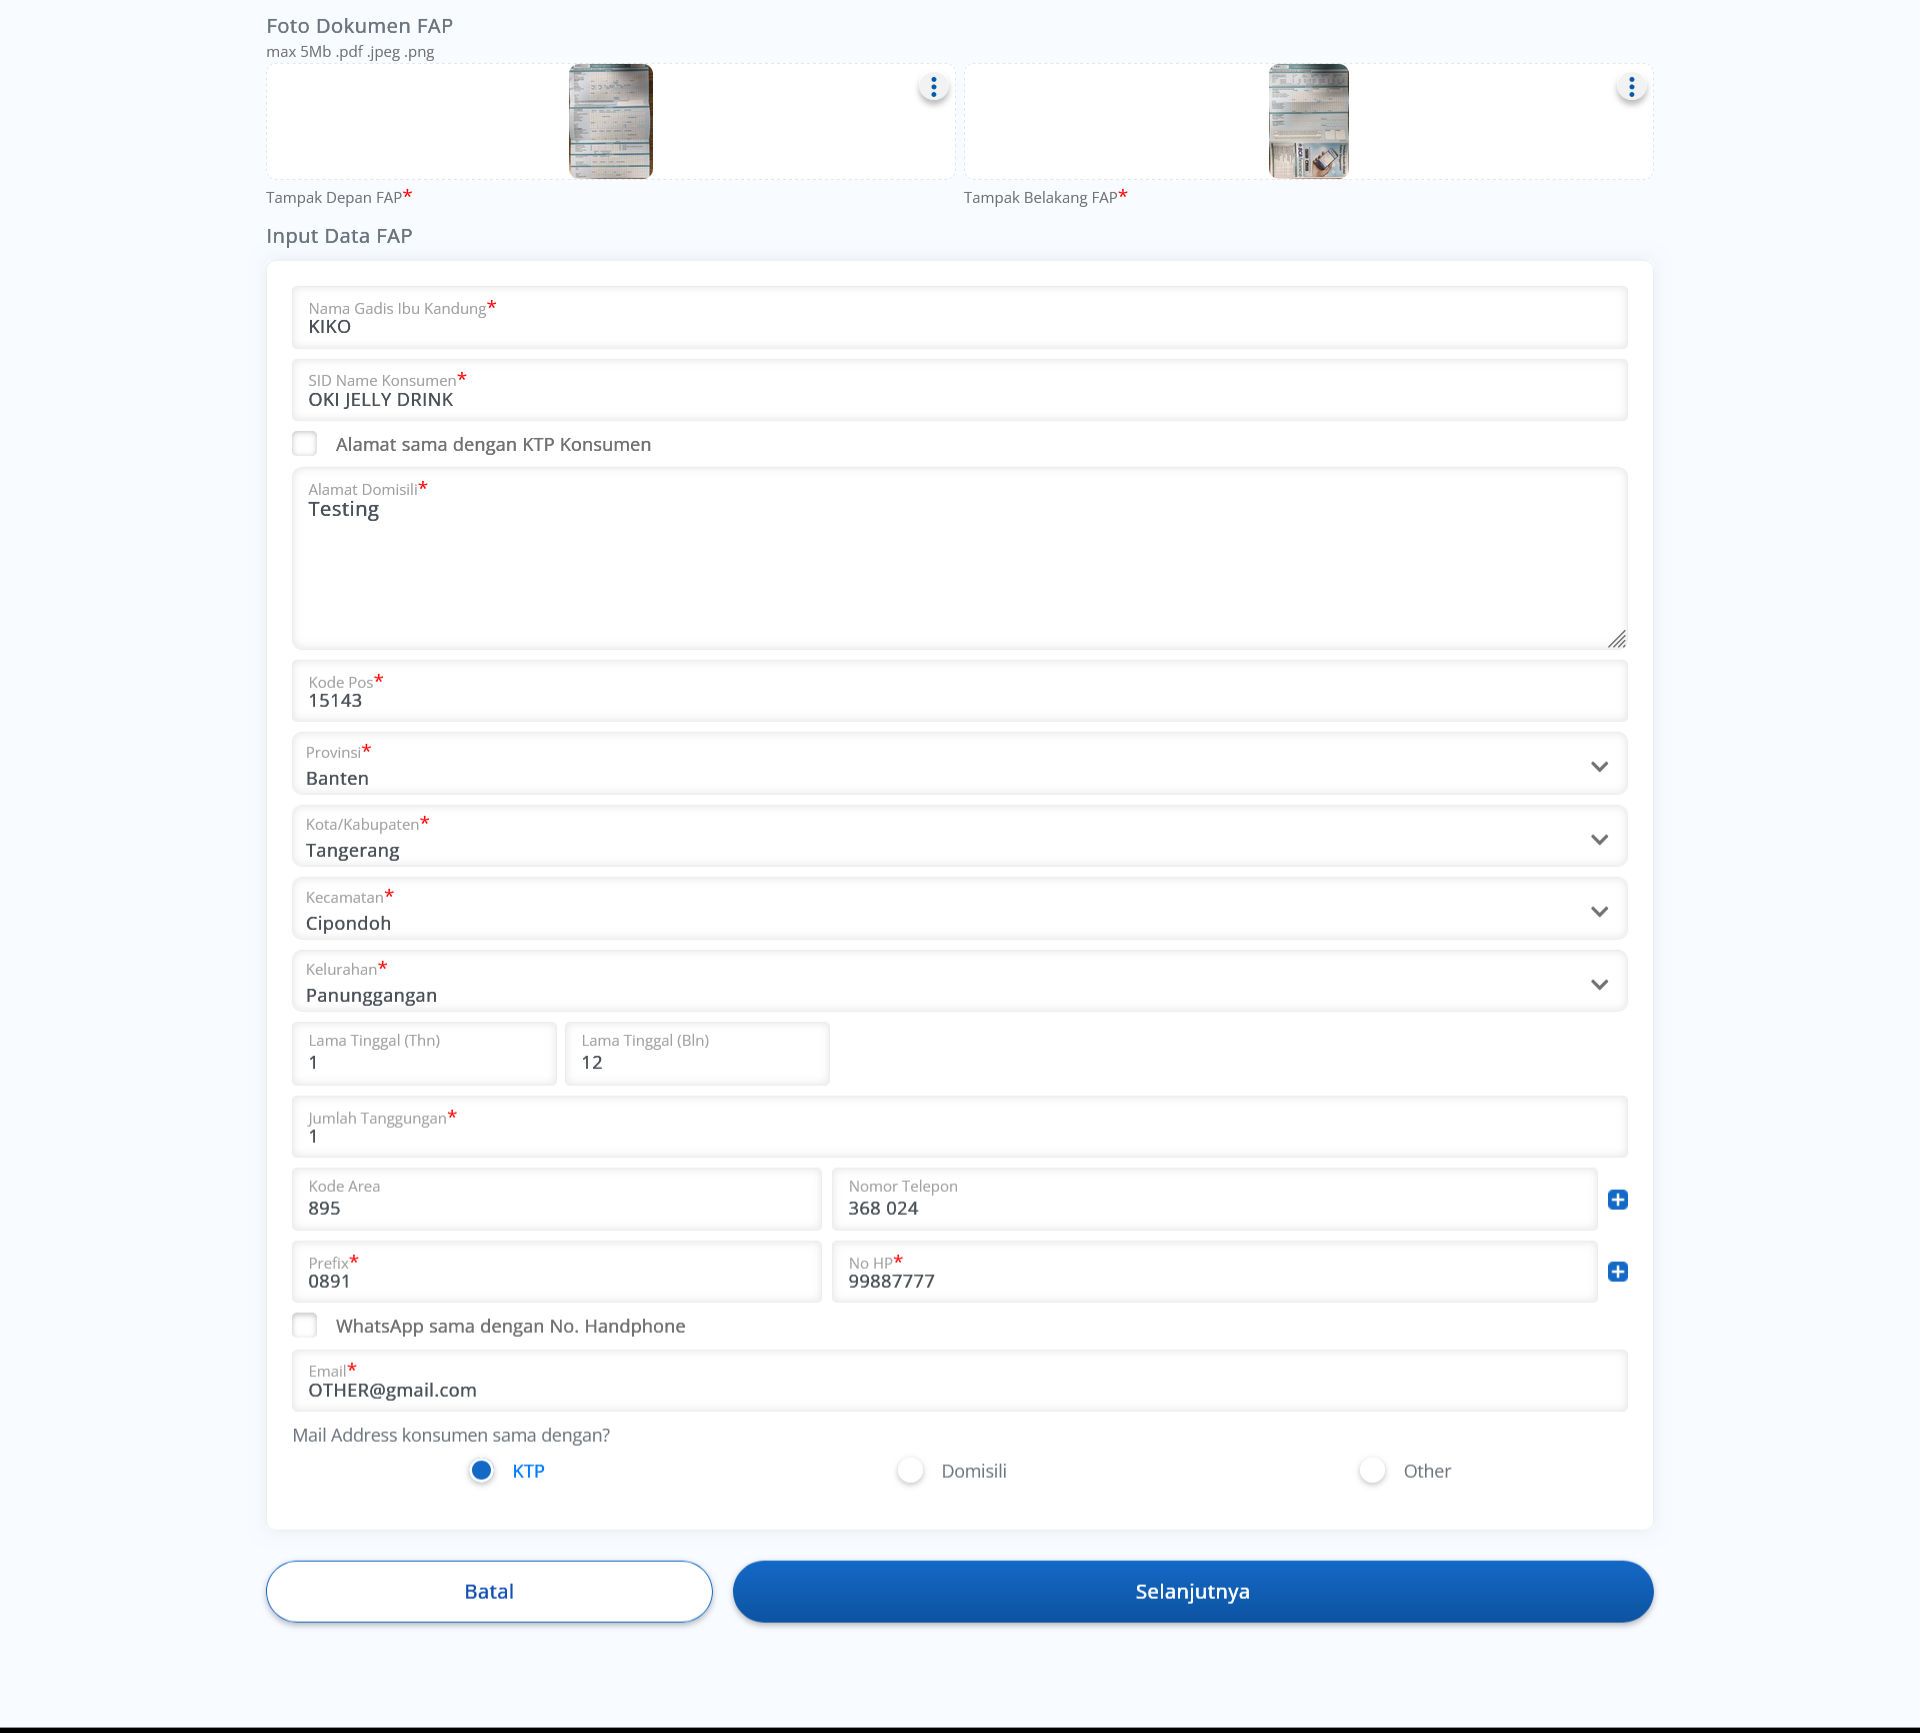 Foto Dokumen FAP
max 5Mb .pdf .jpeg .png
Tampak Depan FAP*
Tampak Belakang FAP*
Input Data FAP
Nama Gadis Ibu Kandung*
KIKO
SID Name Konsumen*
OKI JELLY DRINK
Alamat sama dengan KTP Konsumen
Alamat Domisili*
Testing
Kode Pos*
15143
Provinsi*
Banten
Kota/Kabupaten*
Tangerang
Kecamatan*
Cipondoh
Kelurahan*
Panunggangan
Lama Tinggal (Thn)
1
Lama Tinggal (Bln)
12
Jumlah Tanggungan*
1
Kode Area
895
Nomor Telepon
368 024
Prefix*
0891
No HP*
99887777
WhatsApp sama dengan No. Handphone
Email*
OTHER@gmail.com
Mail Address konsumen sama dengan?
KTP
Domisili
Other
Batal
Selanjutnya